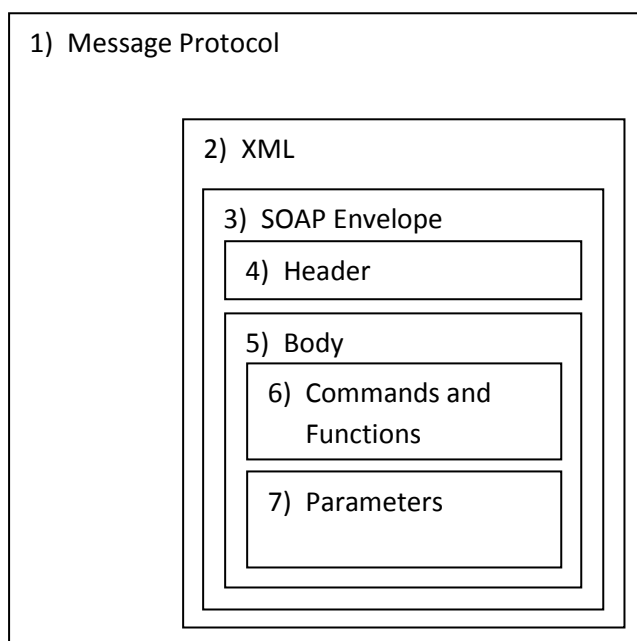 1) Message Protocol
2) XML
3) SOAP Envelope
4) Header
5) Body
6) Commands and
Functions
7) Parameters